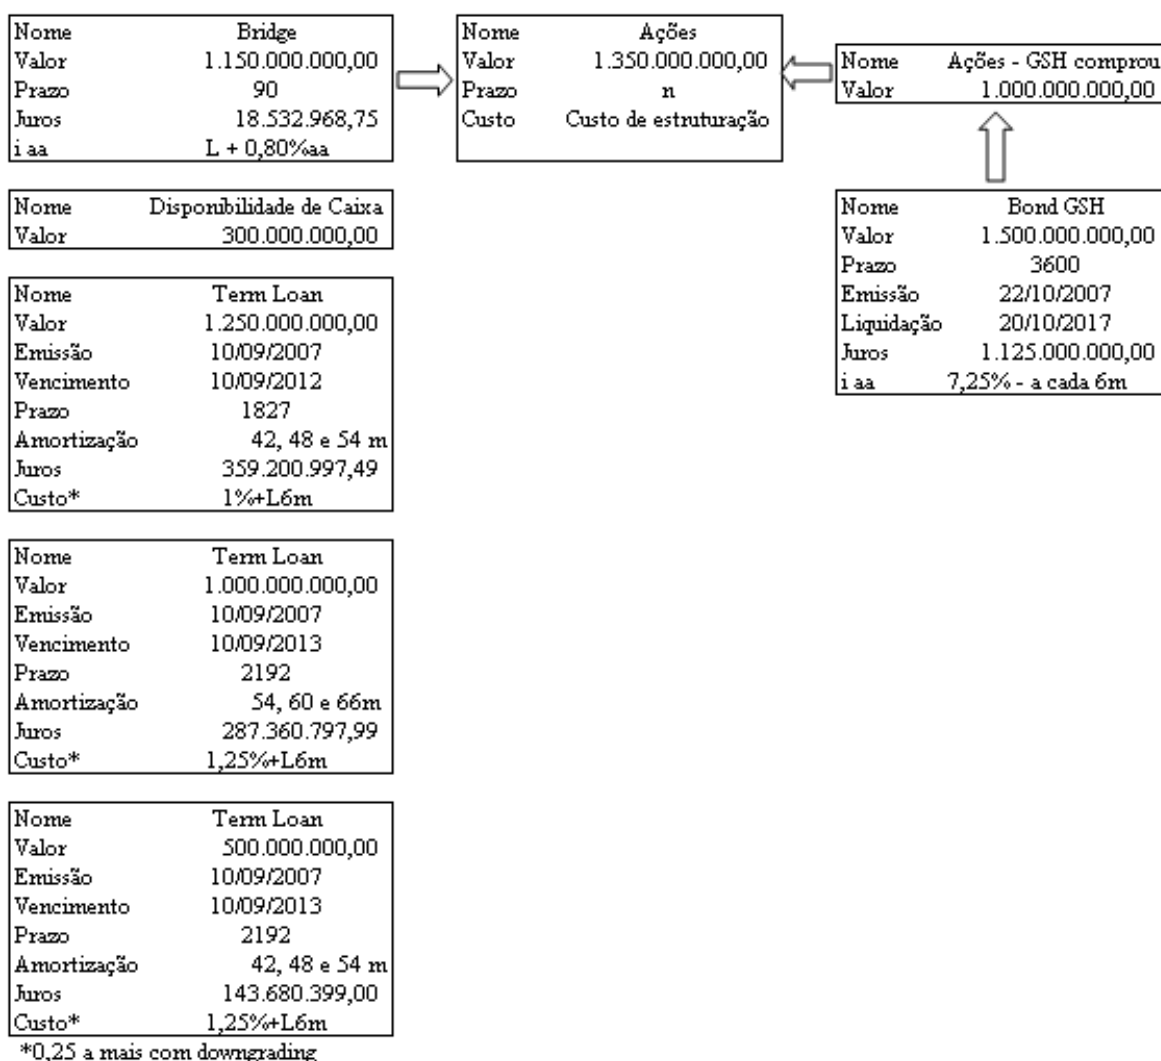 Nome Bridge
Valor 1.150.000.000,00
Prazo 90
Juros 18.532.968,75
i aa L + 0,80%aa
Nome Ações
Valor 1.350.000.000,00
Prazo n
Custo Custo de estruturação
Nome Ações - GSH comprou
Valor 1.000.000.000,00
Nome Disponibilidade de Caixa
Valor 300.000.000,00
Nome Bond GSH
Valor 1.500.000.000,00
Prazo 3600
Emissão 22/10/2007
Liquidação 20/10/2017
Juros 1.125.000.000,00
i aa 7,25% - a cada 6m
Nome Term Loan
Valor 1.250.000.000,00
Emissão 10/09/2007
Vencimento 10/09/2012
Prazo 1827
Amortização 42, 48 e 54 m
Juros 359.200.997,49
Custo* 1%+L6m
Nome Term Loan
Valor 1.000.000.000,00
Emissão 10/09/2007
Vencimento 10/09/2013
Prazo 2192
Amortização 54, 60 e 66m
Juros 287.360.797,99
Custo* 1,25%+L6m
Nome Term Loan
Valor 500.000.000,00
Emissão 10/09/2007
Vencimento 10/09/2013
Prazo 2192
Amortização 42, 48 e 54 m
Juros 143.680.399,00
Custo* 1,25%+L6m
*0,25 a mais com downgrading